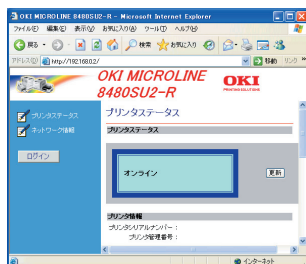 OKI MICROLINE 8480SU2-R - Microsoft Internet Explorer
ファイル(F) 編集(E) 表示(V) お気に入り(A) ツール(T) ヘルプ(H)
戻る 検索 お気に入り
アドレス(D) http://192.168.0.2/ 移動 リンク
OKI MICROLINE
8480SU2-R
OKI
PRINTING SOLUTIONS
プリンタステータス
ネットワーク情報
ログイン
プリンタステータス
プリンタステータス
オンライン
更新
プリンタ情報
プリンタシリアルナンバー：
プリンタ管理番号：
インターネット